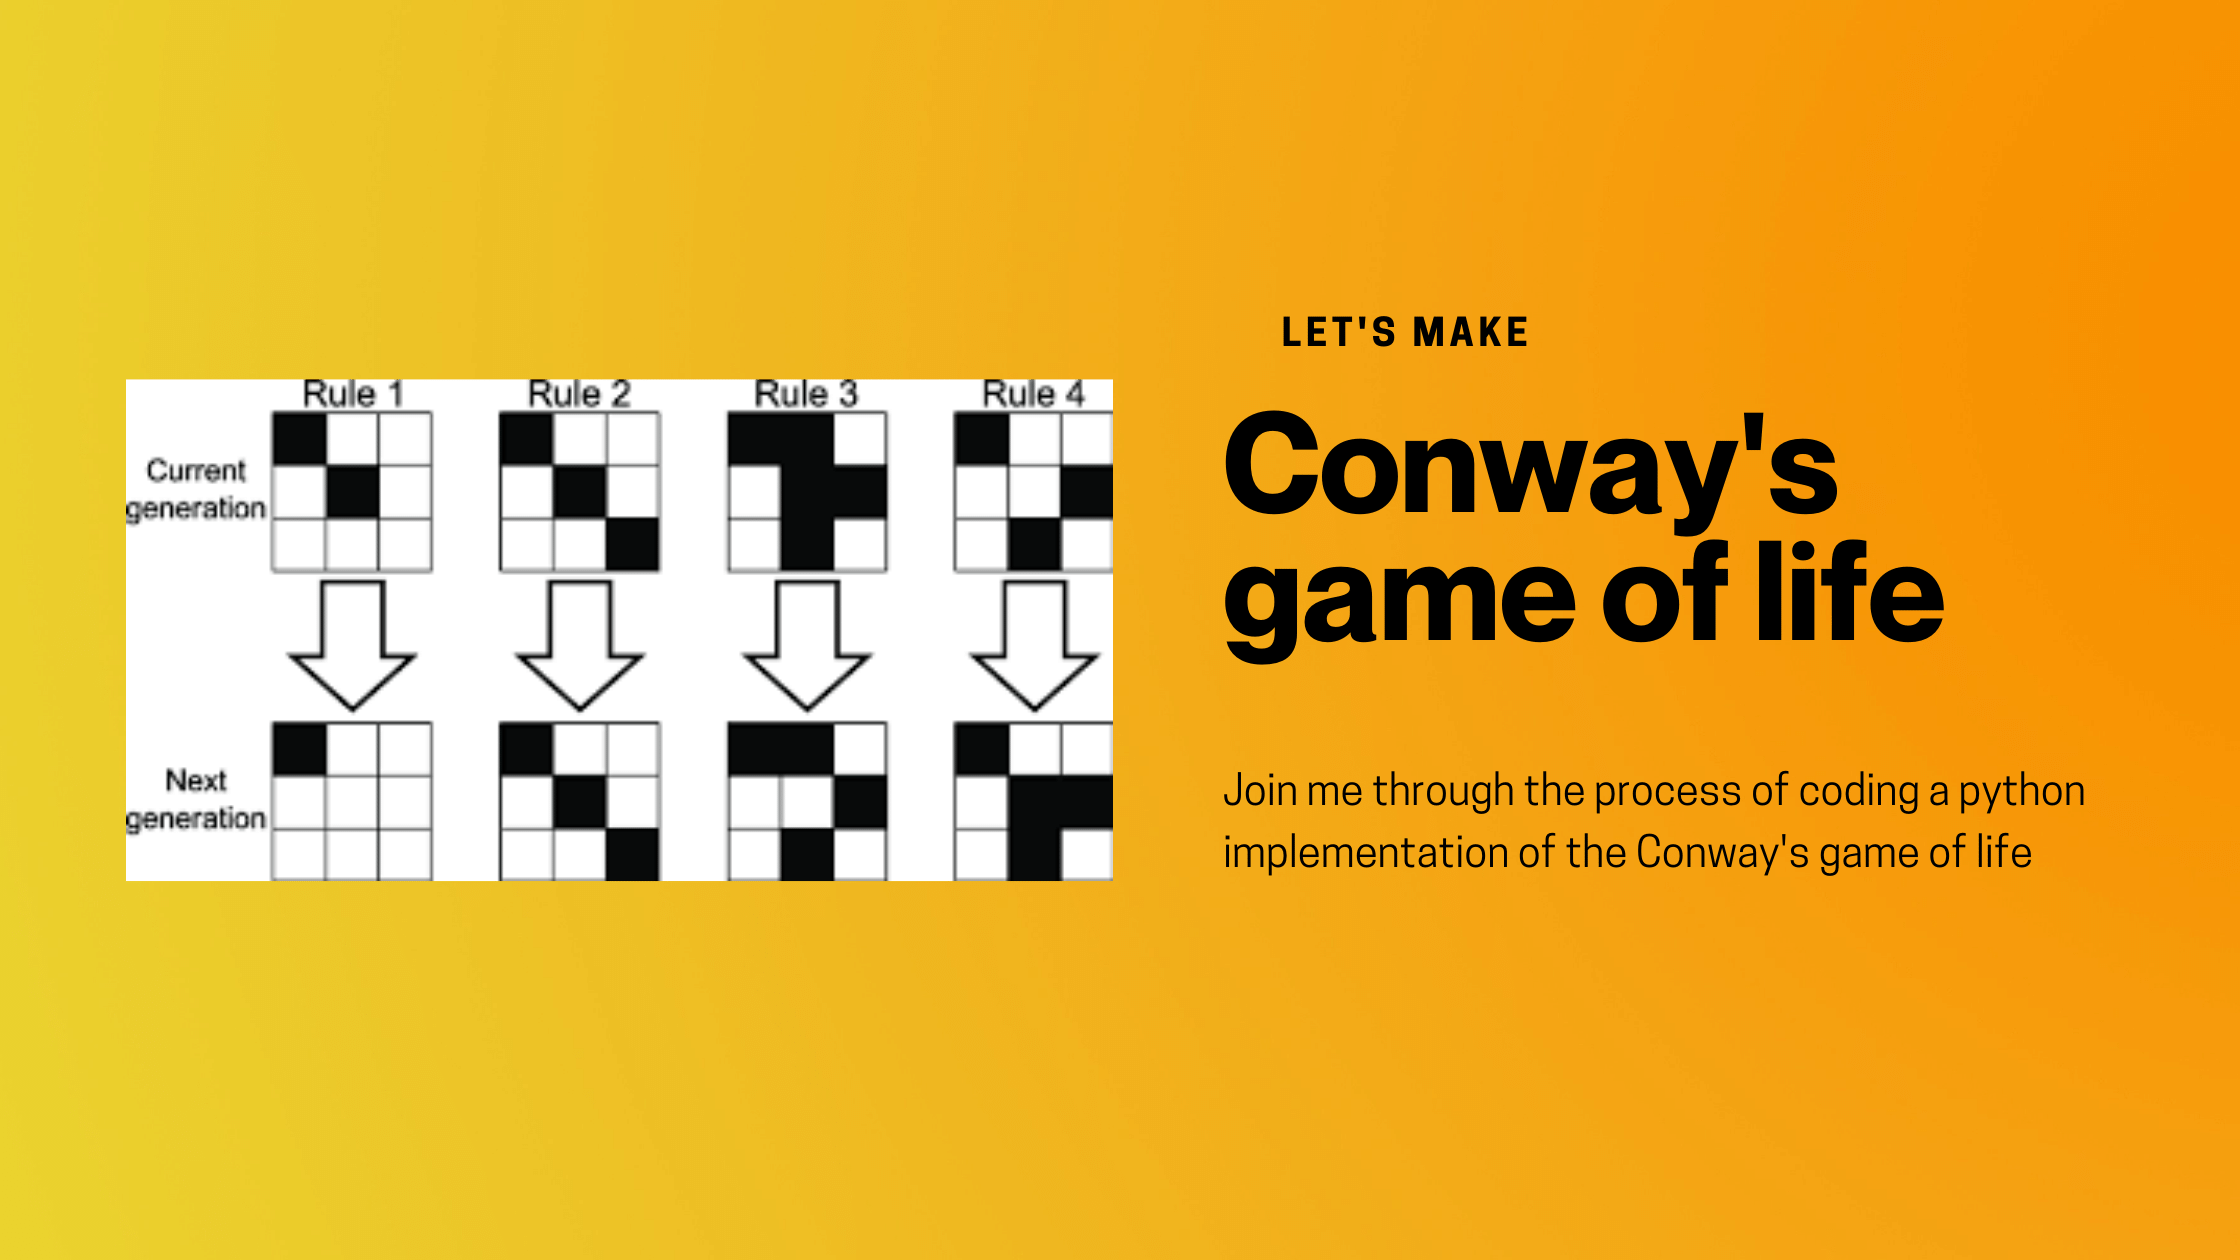 Rule 1
Rule 2
Rule 3
Rule 4
Current
generation
Next
generation
LET'S MAKE
Conway's
game of life
Join me through the process of coding a python
implementation of the Conway's game of life